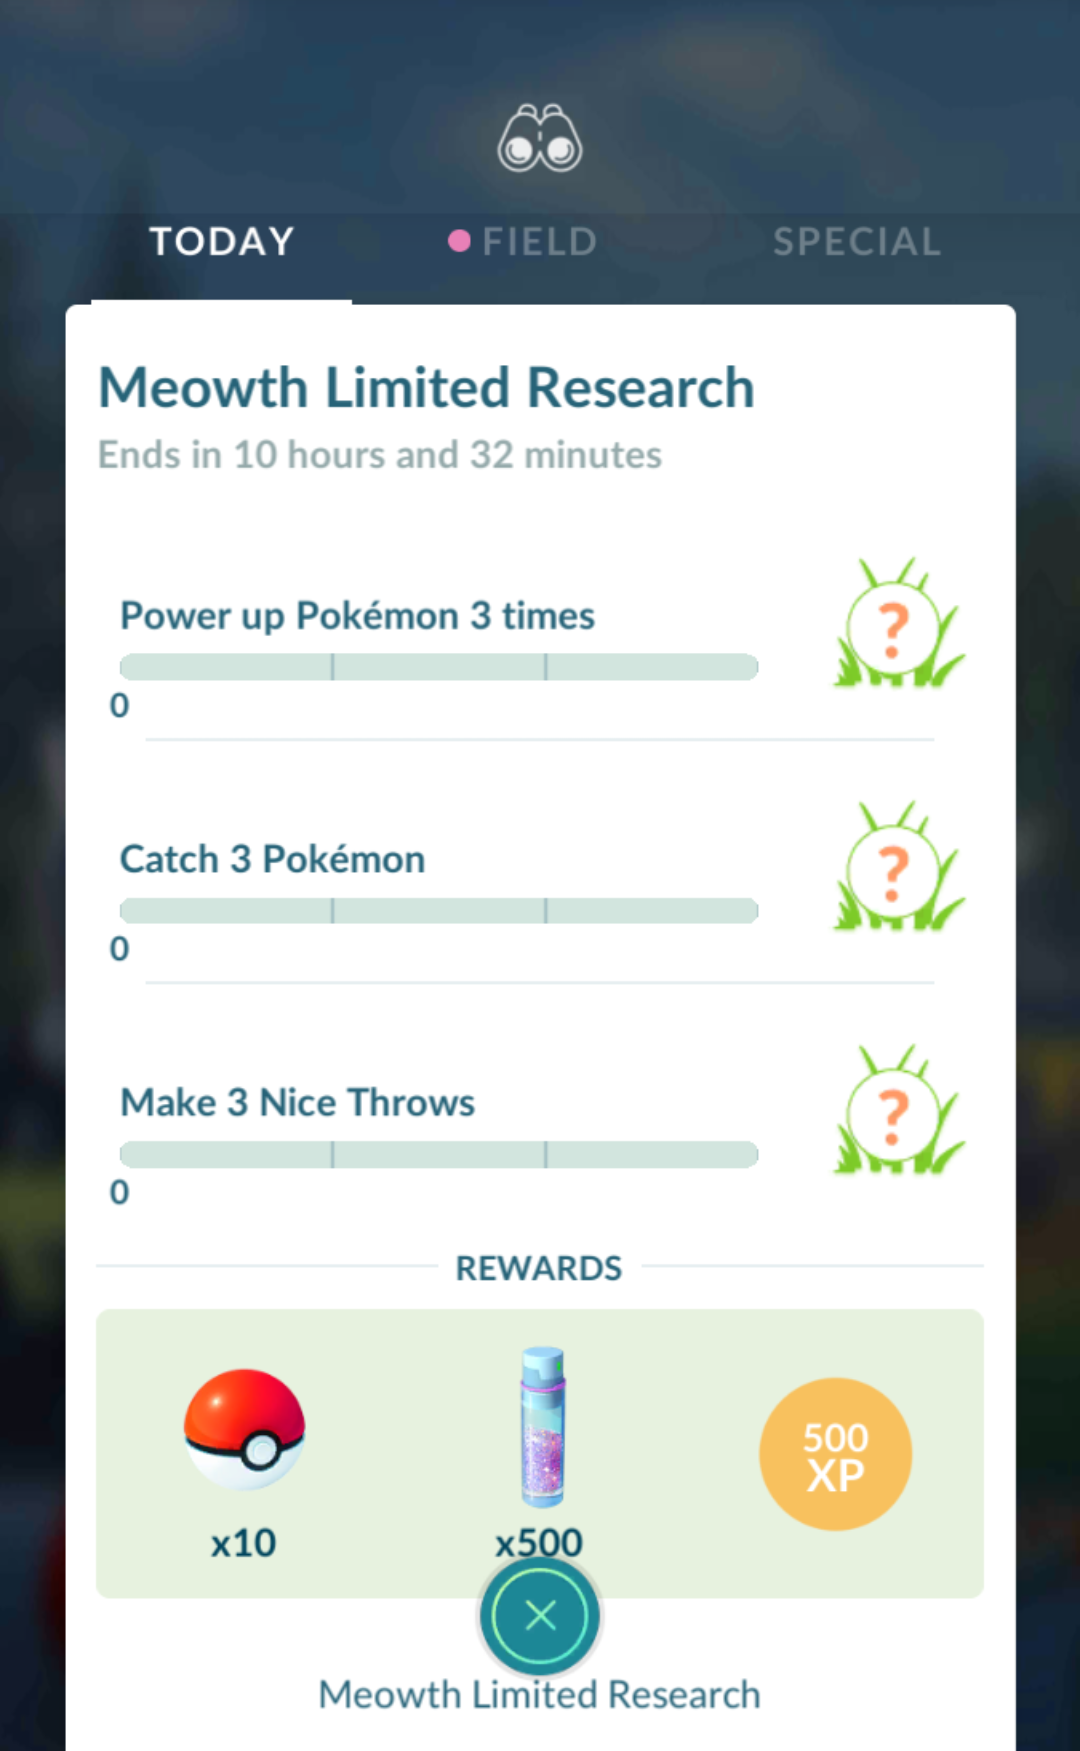 TODAY
FIELD
SPECIAL
Meowth Limited Research
Ends in 10 hours and 32 minutes
Power up Pokémon 3 times
?
0
Catch 3 Pokémon
?
0
Make 3 Nice Throws
?
0
REWARDS
500
XP
x10
x500
Meowth Limited Research